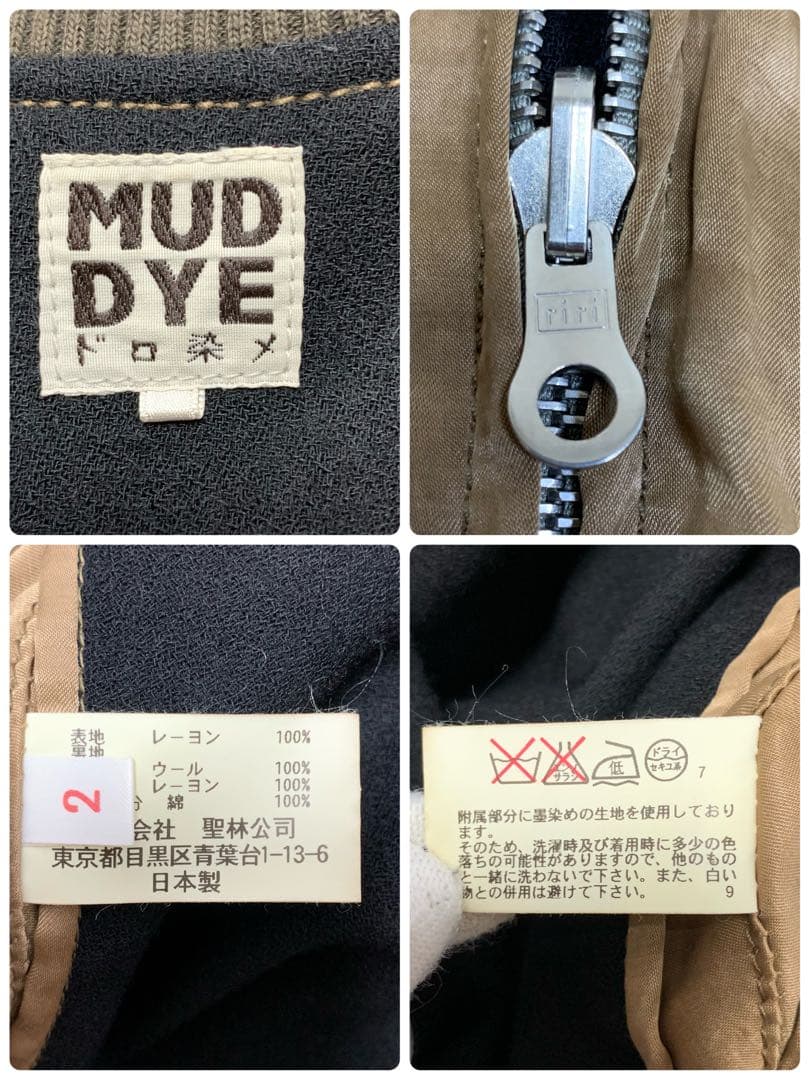 MUD
DYE
ドロ染メ
riri
表地 レーヨン 100%
裏地
ウール 100%
レーヨン 100%
分 綿 100%
2
会社 聖林公司
東京都目黒区青葉台1-13-6
日本製
サラシ
低
ドライ
セキユ系
7
附属部分に墨染めの生地を使用しており
ます。
そのため、洗濯時及び着用時に多少の色
落ちの可能性がありますので、他のもの
と一緒に洗わないで下さい。また、白い
物との併用は避けて下さい。 9